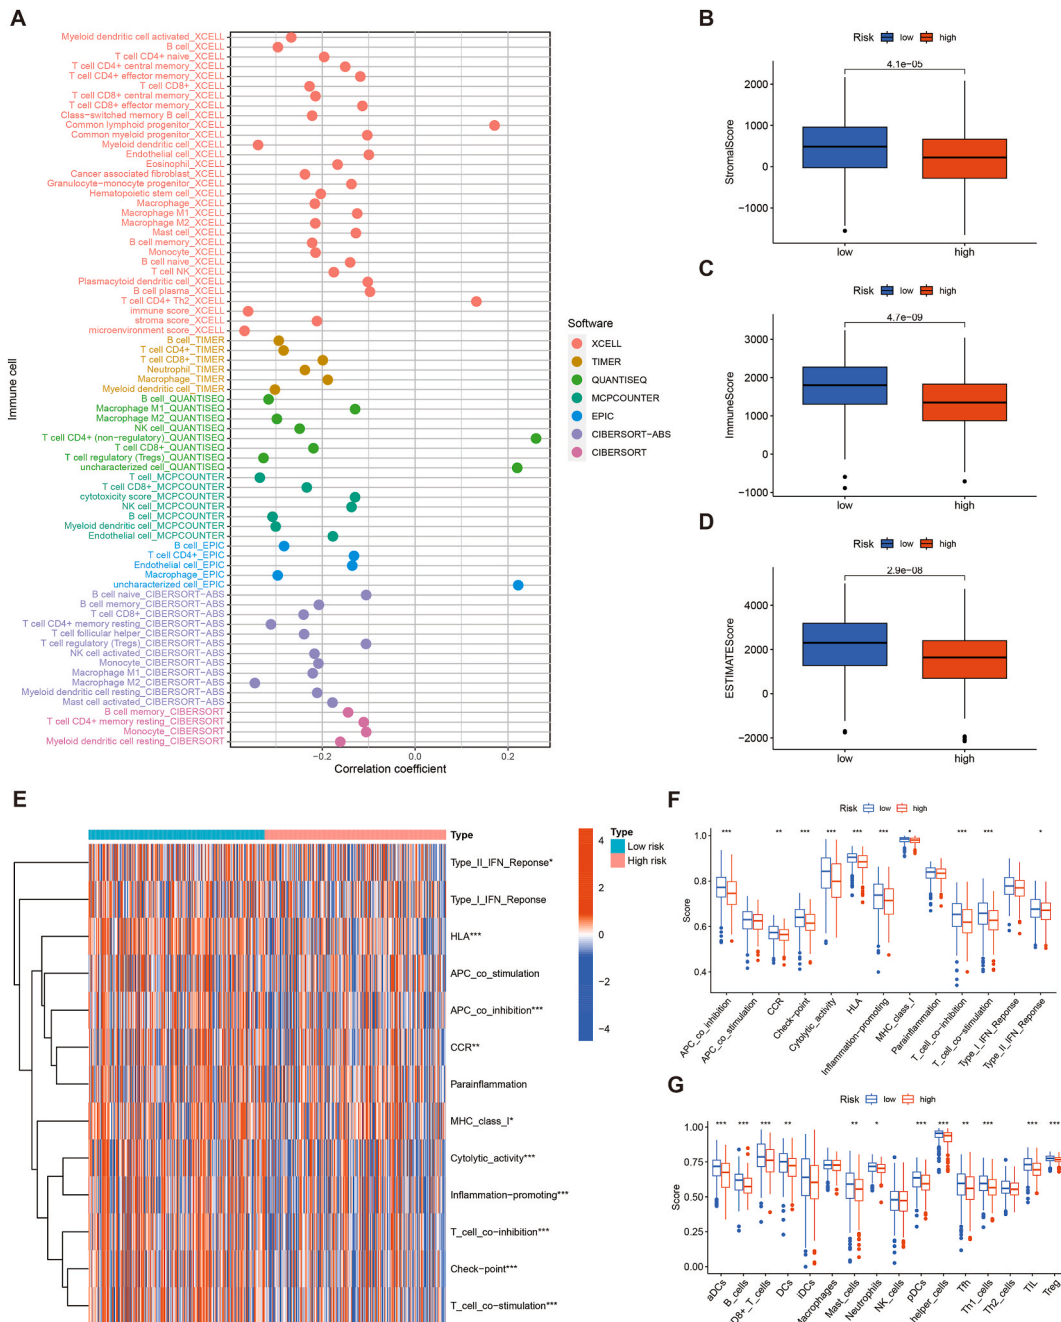 A
Myeloid dendritic cell activated_XCELL
B cell_XCELL
T cell CD4+ naive_XCELL
T cell CD4+ central memory_XCELL
T cell CD4+ effector memory_XCELL
T cell CD8+_XCELL
T cell CD8+ central memory_XCELL
T cell CD8+ effector memory_XCELL
Class-switched memory B cell_XCELL
Common lymphoid progenitor_XCELL
Common myeloid progenitor_XCELL
Myeloid dendritic cell_XCELL
Endothelial cell_XCELL
Eosinophil_XCELL
Cancer associated fibroblast_XCELL
Granulocyte-monocyte progenitor_XCELL
Hematopoietic stem cell_XCELL
Macrophage_XCELL
Macrophage M1_XCELL
Macrophage M2_XCELL
Mast cell_XCELL
B cell memory_XCELL
Monocyte_XCELL
B cell naive_XCELL
T cell NK_XCELL
Plasmacytoid dendritic cell_XCELL
B cell plasma_XCELL
T cell CD4+ Th2_XCELL
immune score_XCELL
stroma score_XCELL
microenvironment score_XCELL
B cell_TIMER
T cell CD4+_TIMER
T cell CD8+_TIMER
Neutrophil_TIMER
Macrophage_TIMER
Myeloid dendritic cell_TIMER
B cell_QUANTISEQ
Macrophage M1_QUANTISEQ
Macrophage M2_QUANTISEQ
NK cell_QUANTISEQ
T cell CD4+ (non-regulatory)_QUANTISEQ
T cell CD8+_QUANTISEQ
T cell regulatory (Tregs)_QUANTISEQ
uncharacterized cell_QUANTISEQ
T cell_MCPCOUNTER
T cell CD8+_MCPCOUNTER
cytotoxicity score_MCPCOUNTER
NK cell_MCPCOUNTER
B cell_MCPCOUNTER
Myeloid dendritic cell_MCPCOUNTER
Endothelial cell_MCPCOUNTER
B cell_EPIC
T cell CD4+_EPIC
Endothelial cell_EPIC
Macrophage_EPIC
uncharacterized cell_EPIC
B cell naive_CIBERSORT-ABS
B cell memory_CIBERSORT-ABS
T cell CD8+_CIBERSORT-ABS
T cell CD4+ memory resting_CIBERSORT-ABS
T cell follicular helper_CIBERSORT-ABS
T cell regulatory (Tregs)_CIBERSORT-ABS
NK cell activated_CIBERSORT-ABS
Monocyte_CIBERSORT-ABS
Macrophage M1_CIBERSORT-ABS
Macrophage M2_CIBERSORT-ABS
Myeloid dendritic cell resting_CIBERSORT-ABS
Mast cell activated_CIBERSORT-ABS
B cell memory_CIBERSORT
T cell CD4+ memory resting_CIBERSORT
Monocyte_CIBERSORT
Myeloid dendritic cell resting_CIBERSORT
Immune cell
−0.2 0.0 0.2
Correlation coefficient
Software
XCELL
TIMER
QUANTISEQ
MCPCOUNTER
EPIC
CIBERSORT-ABS
CIBERSORT
B
Risk low high
4.1e−05
StromalScore
2000
1000
0
−1000
low high
C
Risk low high
4.7e−09
ImmuneScore
3000
2000
1000
0
−1000
low high
D
Risk low high
2.9e−08
ESTIMATEScore
4000
2000
0
−2000
low high
E
Type
Type_II_IFN_Reponse*
Type_I_IFN_Reponse
HLA***
APC_co_stimulation
APC_co_inhibition***
CCR**
Parainflammation
MHC_class_I*
Cytolytic_activity***
Inflammation-promoting***
T_cell_co-inhibition***
Check-point***
T_cell_co-stimulation***
4
2
0
−2
−4
Type
Low risk
High risk
F
Risk low high
*** ** *** *** *** *** * *** *** *
Score
1.0
0.8
0.6
0.4
APC_co_inhibition
APC_co_stimulation
CCR
Check-point
Cytolytic_activity
HLA
Inflammation-promoting
MHC_class_I
Parainflammation
T_cell_co-inhibition
T_cell_co-stimulation
Type_I_IFN_Reponse
Type_II_IFN_Reponse
G
Risk low high
*** *** *** ** ** * *** *** ** *** *** ***
Score
1.00
0.75
0.50
0.25
0.00
aDCs
B_cells
D8+_T_cells
DCs
iDCs
Macrophages
Mast_cells
Neutrophils
NK_cells
pDCs
helper_cells
Tfh
Th1_cells
Th2_cells
TIL
Treg